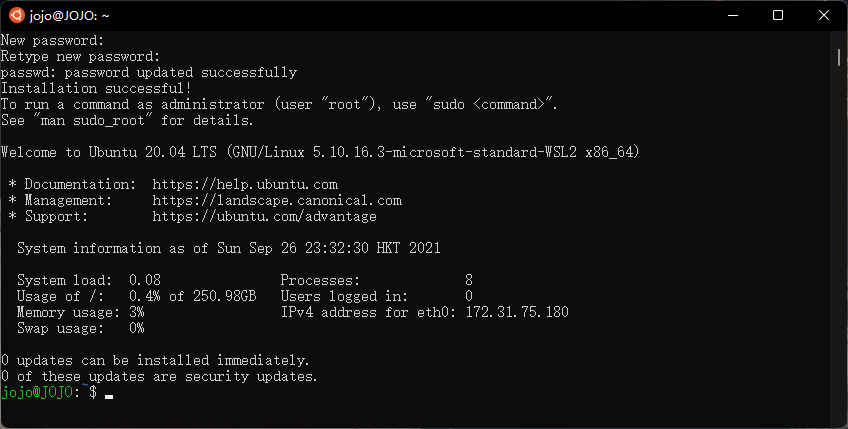 jojo@JOJO: ~
New password:
Retype new password:
passwd: password updated successfully
Installation successful!
To run a command as administrator (user "root"), use "sudo <command>".
See "man sudo_root" for details.
Welcome to Ubuntu 20.04 LTS (GNU/Linux 5.10.16.3-microsoft-standard-WSL2 x86_64)
* Documentation:  https://help.ubuntu.com
* Management:     https://landscape.canonical.com
* Support:        https://ubuntu.com/advantage
System information as of Sun Sep 26 23:32:30 HKT 2021
System load:  0.08               Processes:             8
Usage of /:   0.4% of 250.98GB   Users logged in:       0
Memory usage: 3%                 IPv4 address for eth0: 172.31.75.180
Swap usage:   0%
0 updates can be installed immediately.
0 of these updates are security updates.
jojo@JOJO:~$